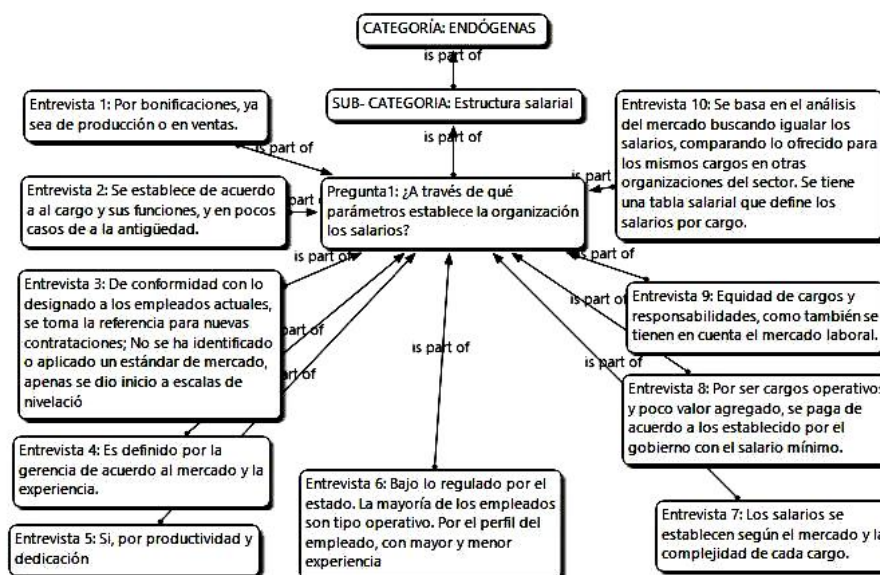 CATEGORÍA: ENDÓGENAS
is part of
SUB- CATEGORIA: Estructura salarial
is part of
Pregunta1: ¿A través de qué
parámetros establece la organización
los salarios?
Entrevista 1: Por bonificaciones, ya
sea de producción o en ventas.
is part of
Entrevista 2: Se establece de acuerdo
a al cargo y sus funciones, y en pocos
casos de a la antigüedad.
is part
Entrevista 3: De conformidad con lo
designado a los empleados actuales,
se toma la referencia para nuevas
contrataciones; No se ha identificado
o aplicado un estándar de mercado,
apenas se dio inicio a escalas de
nivelació
is part of
Entrevista 4: Es definido por la
gerencia de acuerdo al mercado y la
experiencia.
part of
Entrevista 5: Si, por productividad y
dedicación
art of
Entrevista 6: Bajo lo regulado por el
estado. La mayoría de los empleados
son tipo operativo. Por el perfil del
empleado, con mayor y menor
experiencia
is part of
Entrevista 10: Se basa en el análisis
del mercado buscando igualar los
salarios, comparando lo ofrecido para
los mismos cargos en otras
organizaciones del sector. Se tiene
una tabla salarial que define los
salarios por cargo.
is part
Entrevista 9: Equidad de cargos y
responsabilidades, como también se
tienen en cuenta el mercado laboral.
is part of
Entrevista 8: Por ser cargos operativos
y poco valor agregado, se paga de
acuerdo a los establecido por el
gobierno con el salario mínimo.
is part of
Entrevista 7: Los salarios se
establecen según el mercado y la
complejidad de cada cargo.
is part of